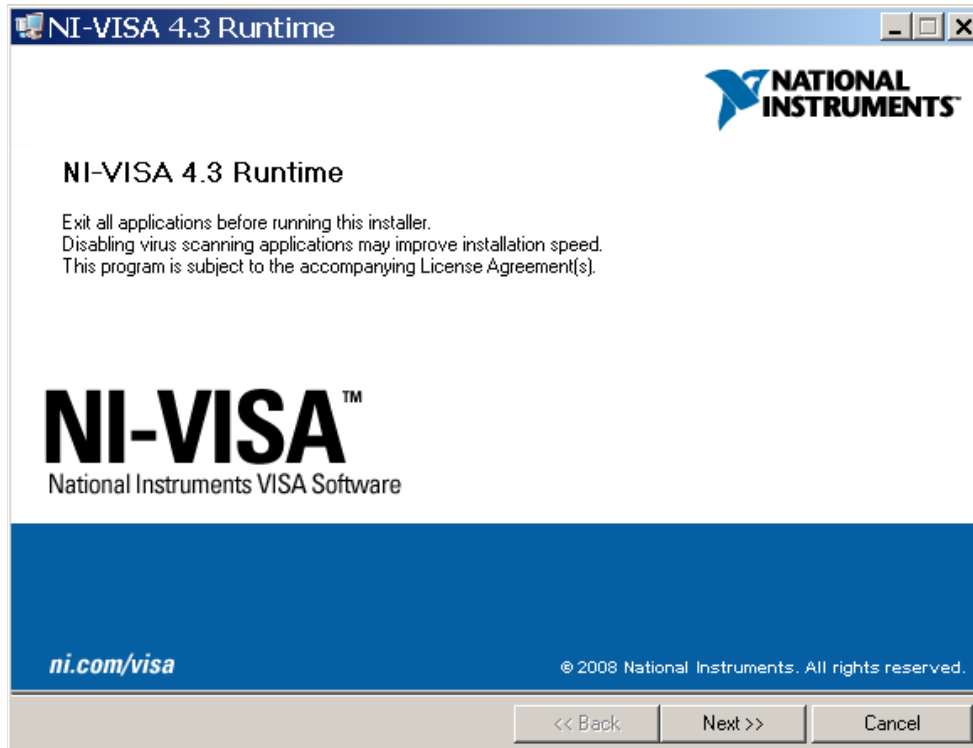 NI-VISA 4.3 Runtime
NATIONAL
INSTRUMENTS™
NI-VISA 4.3 Runtime
Exit all applications before running this installer.
Disabling virus scanning applications may improve installation speed.
This program is subject to the accompanying License Agreement(s).
NI-VISA™
National Instruments VISA Software
ni.com/visa
© 2008 National Instruments. All rights reserved.
<< Back
Next >>
Cancel